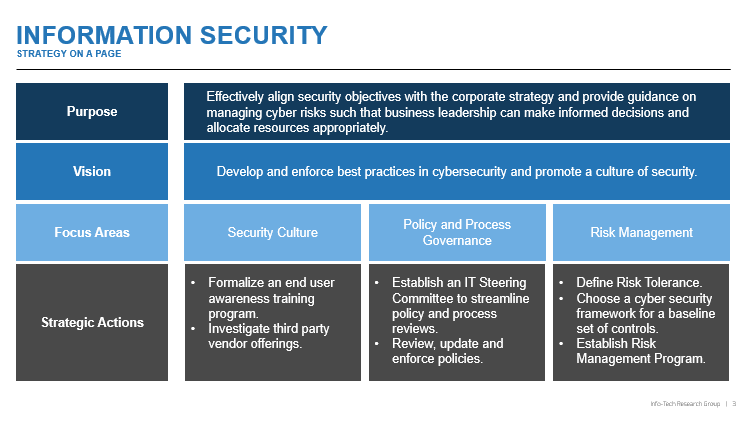 INFORMATION SECURITY
STRATEGY ON A PAGE
Purpose
Effectively align security objectives with the corporate strategy and provide guidance on
managing cyber risks such that business leadership can make informed decisions and
allocate resources appropriately.
Vision
Develop and enforce best practices in cybersecurity and promote a culture of security.
Focus Areas
Security Culture
Policy and Process
Governance
Risk Management
Strategic Actions
• Formalize an end user
awareness training
program.
• Investigate third party
vendor offerings.
• Establish an IT Steering
Committee to streamline
policy and process
reviews.
• Review, update and
enforce policies.
• Define Risk Tolerance.
• Choose a cyber security
framework for a baseline
set of controls.
• Establish Risk
Management Program.
Info-Tech Research Group | 3